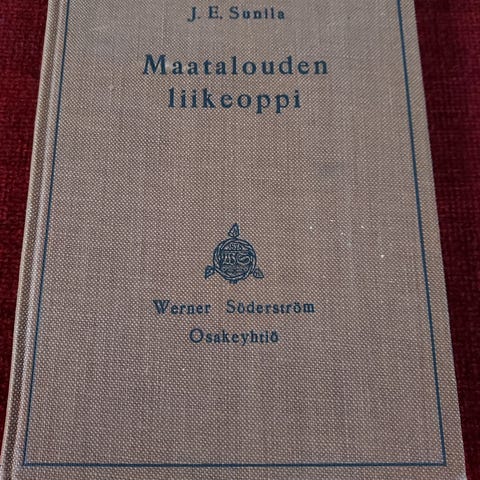 J. E. Sunila
Maatalouden
liikeoppi
Werner Söderström
Osakeyhtiö